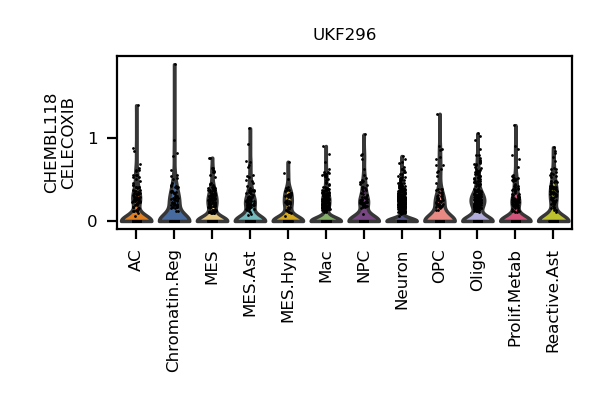 UKF296
CHEMBL118
CELECOXIB
1
0
AC
Chromatin.Reg
MES
MES.Ast
MES.Hyp
Mac
NPC
Neuron
OPC
Oligo
Prolif.Metab
Reactive.Ast